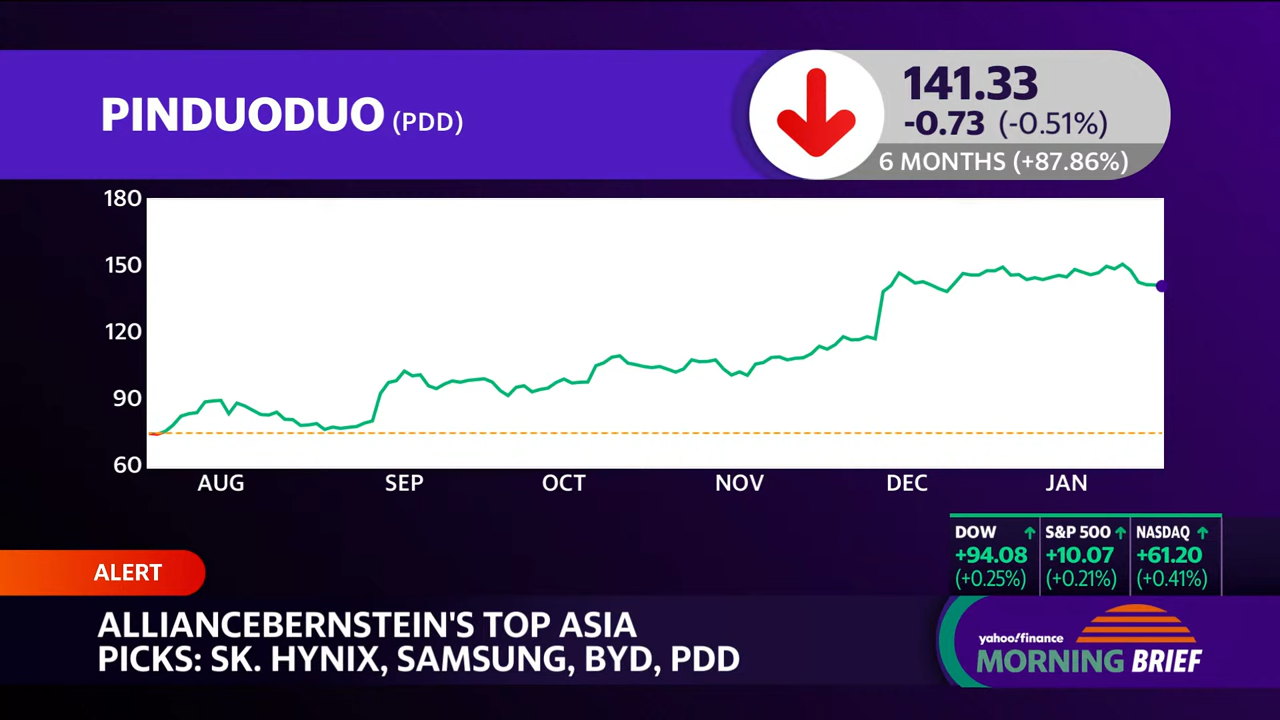 PINDUODUO (PDD)
141.33
-0.73 (-0.51%)
6 MONTHS (+87.86%)
180
150
120
90
60
AUG SEP OCT NOV DEC JAN
DOW S&P 500 NASDAQ
+94.08 +10.07 +61.20
(+0.25%) (+0.21%) (+0.41%)
ALERT
ALLIANCEBERNSTEIN'S TOP ASIA
PICKS: SK. HYNIX, SAMSUNG, BYD, PDD
yahoo!finance
MORNING BRIEF